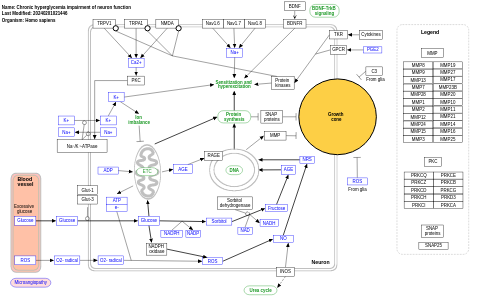 Name: Chronic hyperglycemia impairment of neuron function
Last Modified: 20240201021446
Organism: Homo sapiens
BDNF
BDNF-TrkB
signaling
TRPV1
TRPA1
NMDA
Nav1.6
Nav1.7
Nav1.8
BDNFR
TKR
Cytokines
GPCR
PGE2
Na+
Ca2+
PKC
C3
From glia
K+
Sensitization and
hyperexcitation
Protein
kinases
K+
K+
Na+
Na+
Na/K -ATPase
Ion
imbalance
Protein
synthesis
SNAP
proteins
MMP
Growth
cone
RAGE
NRS
ADP
ETC
AGE
DNA
AGE
ROS
From glia
Blood
vessel
Glut-1
Glut-3
ATP
e-
Sorbitol
dehydrogenase
Excessive
glucose
Glucose
Glucose
Glucose
Sorbitol
Fructose
NADH
NAD
NADPH
NADP
NADPH
oxidase
NO
ROS
O2- radical
O2- radical
ROS
Neuron
INOS
Microangiopathy
Urea cycle
Legend
MMP
MMP8 MMP19
MMP9 MMP27
MMP13 MMP17
MMP7 MMP23B
MMP28 MMP20
MMP1 MMP10
MMP2 MMP11
MMP12 MMP21
MMP24 MMP14
MMP15 MMP16
MMP25 MMP3
PKC
PRKCQ PRKCE
PRKCZ PRKCB
PRKCD PRKCG
PRKCH PRKD3
PRKCI PRKCA
SNAP
proteins
SNAP25